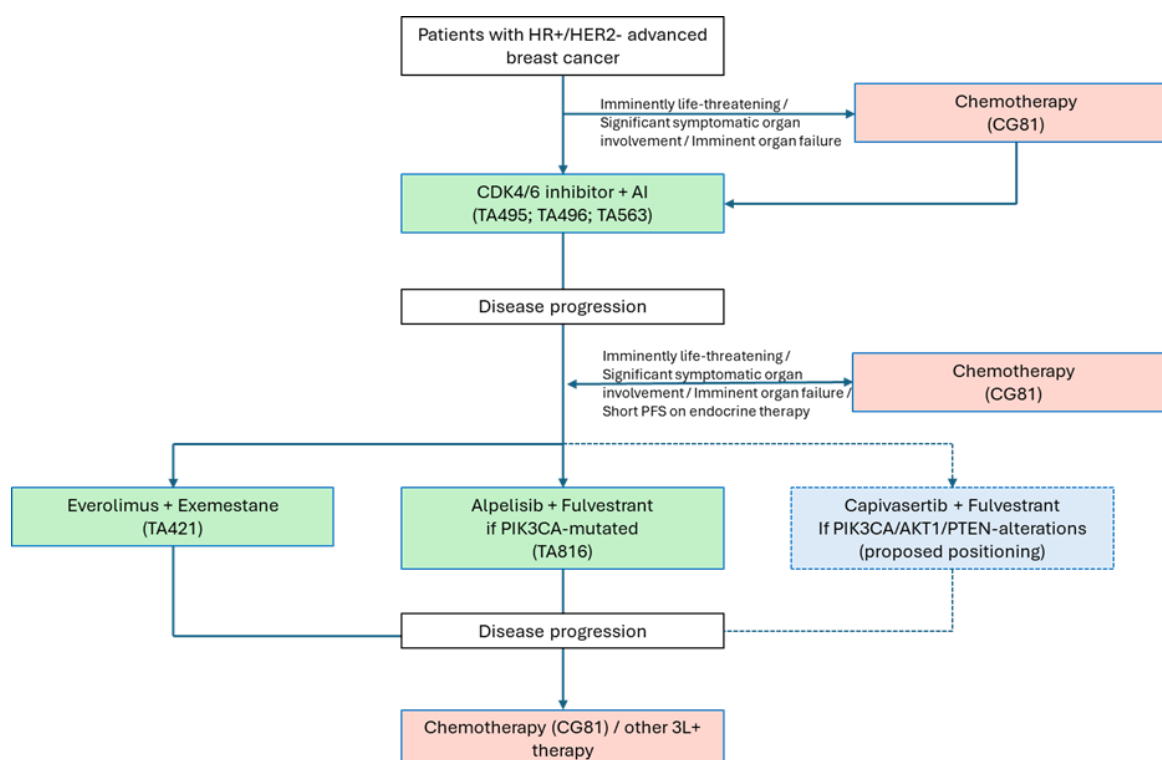 Patients with HR+/HER2- advanced
breast cancer
Imminently life-threatening /
Significant symptomatic organ
involvement / Imminent organ failure
Chemotherapy
(CG81)
CDK4/6 inhibitor + AI
(TA495; TA496; TA563)
Disease progression
Imminently life-threatening /
Significant symptomatic organ
involvement / Imminent organ failure /
Short PFS on endocrine therapy
Chemotherapy
(CG81)
Everolimus + Exemestane
(TA421)
Alpelisib + Fulvestrant
if PIK3CA-mutated
(TA816)
Capivasertib + Fulvestrant
If PIK3CA/AKT1/PTEN-alterations
(proposed positioning)
Disease progression
Chemotherapy (CG81) / other 3L+
therapy